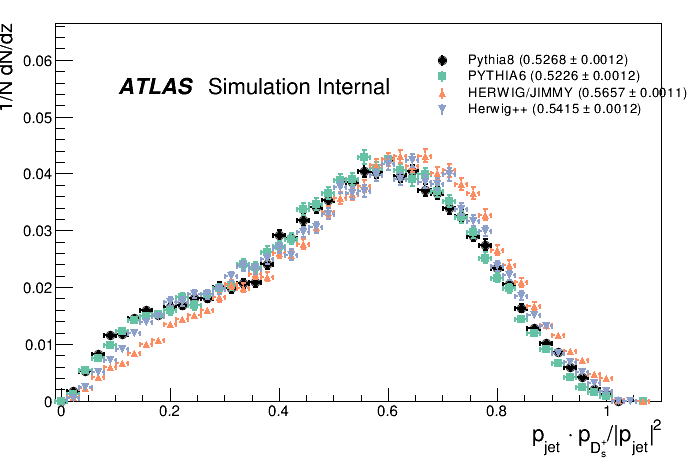 1/N dN/dz
ATLAS Simulation Internal
Pythia8 (0.5268 ± 0.0012)
PYTHIA6 (0.5226 ± 0.0012)
HERWIG/JIMMY (0.5657 ± 0.0011)
Herwig++ (0.5415 ± 0.0012)
0.06
0.05
0.04
0.03
0.02
0.01
0
0 0.2 0.4 0.6 0.8 1
p_jet · p_{D_s^+}/|p_jet|^2